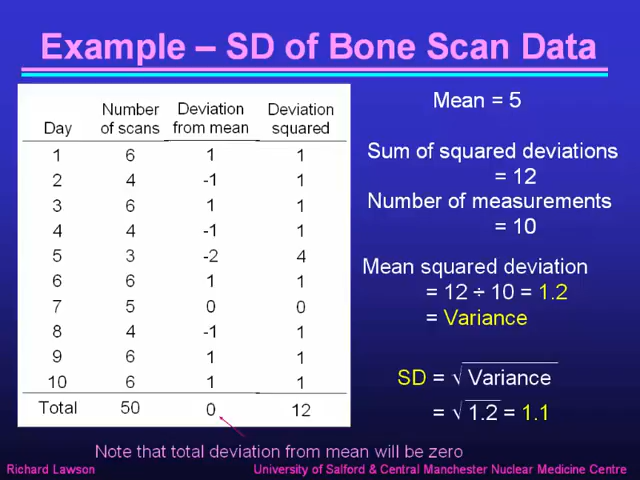 Example – SD of Bone Scan Data
Day Number of scans Deviation from mean Deviation squared
1 6 1 1
2 4 -1 1
3 6 1 1
4 4 -1 1
5 3 -2 4
6 6 1 1
7 5 0 0
8 4 -1 1
9 6 1 1
10 6 1 1
Total 50 0 12
Mean = 5
Sum of squared deviations
= 12
Number of measurements
= 10
Mean squared deviation
= 12 ÷ 10 = 1.2
= Variance
SD = √Variance
= √1.2 = 1.1
Note that total deviation from mean will be zero
Richard Lawson
University of Salford & Central Manchester Nuclear Medicine Centre